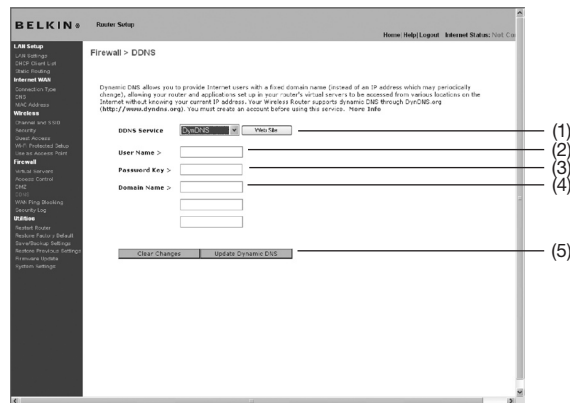 BELKIN
Router Setup
Home|Help|Logout Internet Status: Not Co
LAN Setup
LAN Settings
DHCP Client List
Static Routing
Internet WAN
Connection Type
DNS
MAC Address
Wireless
Channel and SSID
Security
Guest Access
Wi-Fi Protected Setup
Use as Access Point
Firewall
Virtual Servers
Access Control
DMZ
DDNS
WAN Ping Blocking
Security Log
Utilities
Restart Router
Restore Factory Default
Save/Backup Settings
Restore Previous Settings
Firmware Update
System Settings
Firewall > DDNS
Dynamic DNS allows you to provide Internet users with a fixed domain name (instead of an IP address which may periodically
change), allowing your router and applications set up in your router's virtual servers to be accessed from various locations on the
Internet without knowing your current IP address. Your Wireless Router supports dynamic DNS through DynDNS.org
(http://www.dyndns.org). You must create an account before using this service. More Info
DDNS Service DynDNS Web Site (1)
User Name > (2)
Password Key > (3)
Domain Name > (4)
Clear Changes Update Dynamic DNS (5)